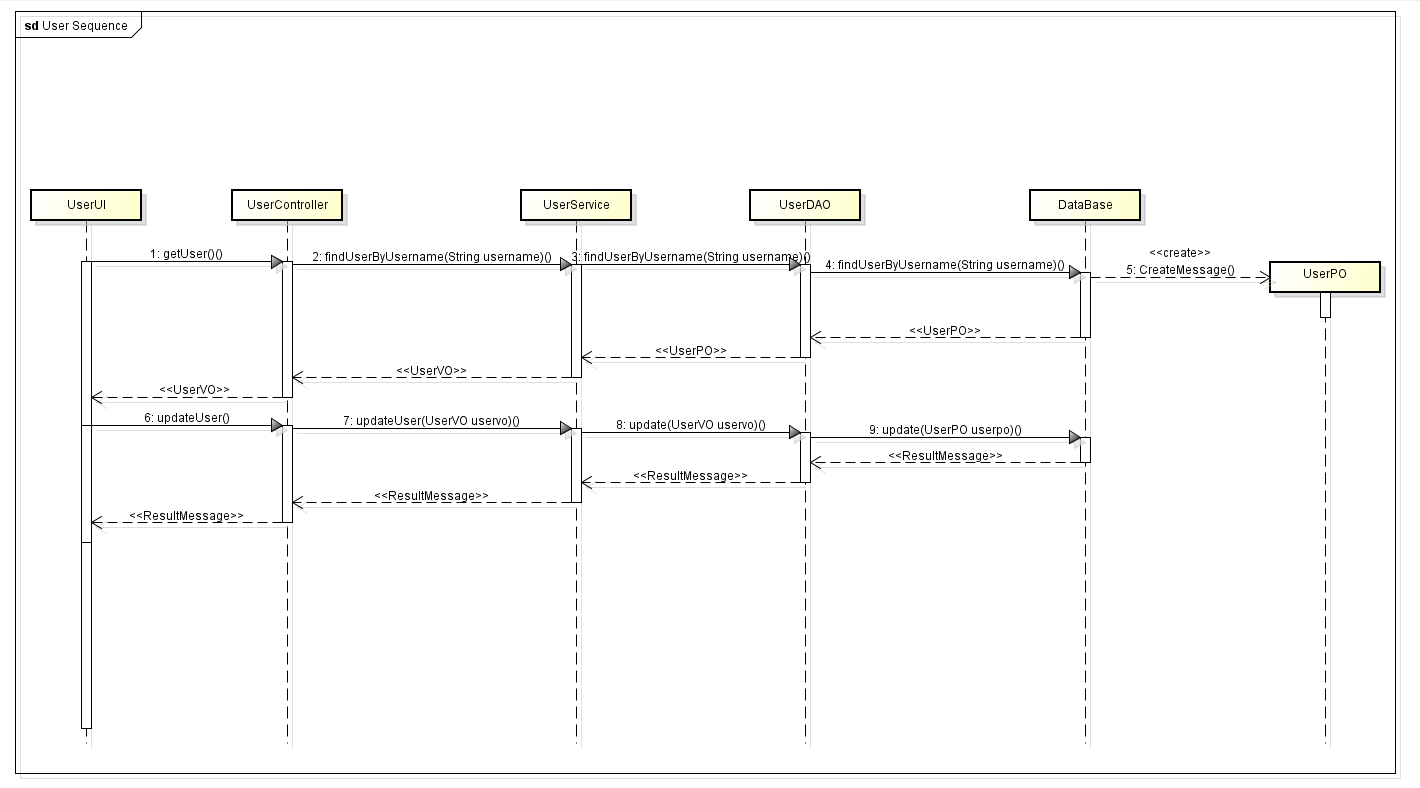 sd User Sequence
UserUI
UserController
UserService
UserDAO
DataBase
<<create>>
1: getUser()()
2: findUserByUsername(String username)()
3: findUserByUsername(String username)()
4: findUserByUsername(String username)()
5: CreateMessage()
UserPO
<<UserPO>>
<<UserPO>>
<<UserVO>>
<<UserVO>>
6: updateUser()
7: updateUser(UserVO uservo)()
8: update(UserVO uservo)()
9: update(UserPO userpo)()
<<ResultMessage>>
<<ResultMessage>>
<<ResultMessage>>
<<ResultMessage>>